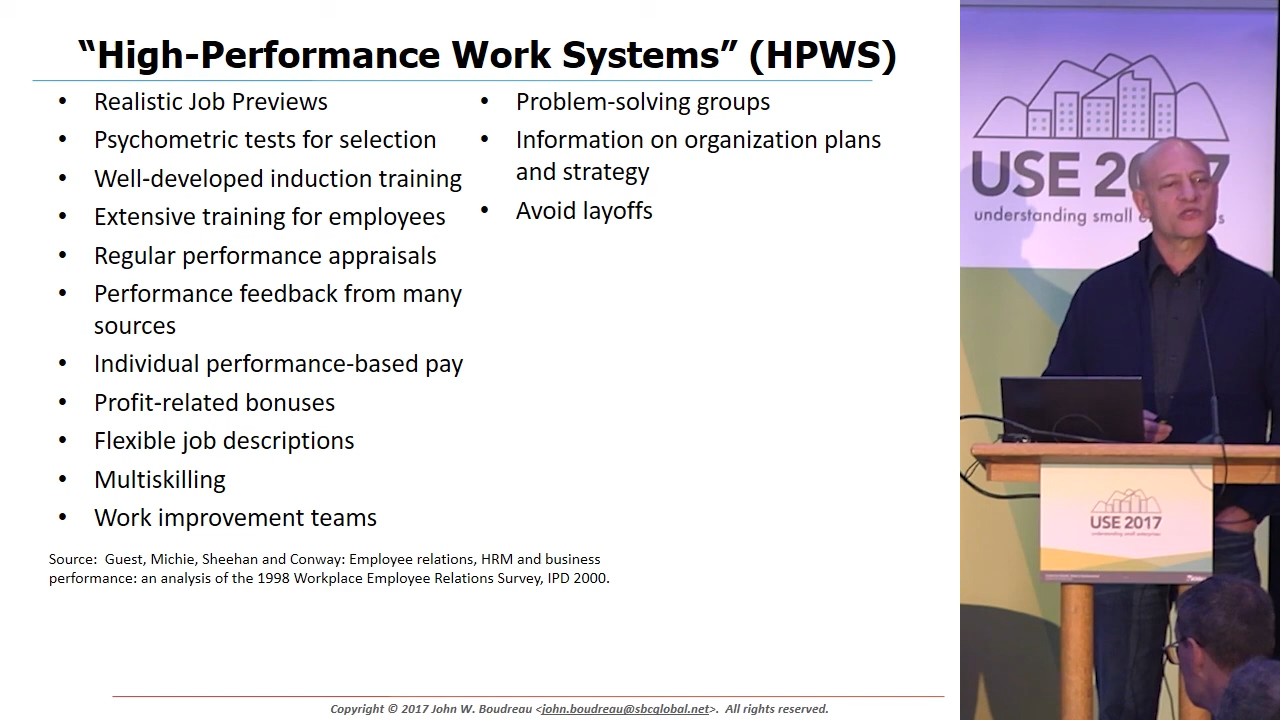 “High-Performance Work Systems” (HPWS)
• Realistic Job Previews
• Psychometric tests for selection
• Well-developed induction training
• Extensive training for employees
• Regular performance appraisals
• Performance feedback from many
sources
• Individual performance-based pay
• Profit-related bonuses
• Flexible job descriptions
• Multiskilling
• Work improvement teams
• Problem-solving groups
• Information on organization plans
and strategy
• Avoid layoffs
Source: Guest, Michie, Sheehan and Conway: Employee relations, HRM and business
performance: an analysis of the 1998 Workplace Employee Relations Survey, IPD 2000.
Copyright © 2017 John W. Boudreau <john.boudreau@sbcglobal.net>. All rights reserved.
USE 2017
understanding small
USE 2017
understanding small enterprises